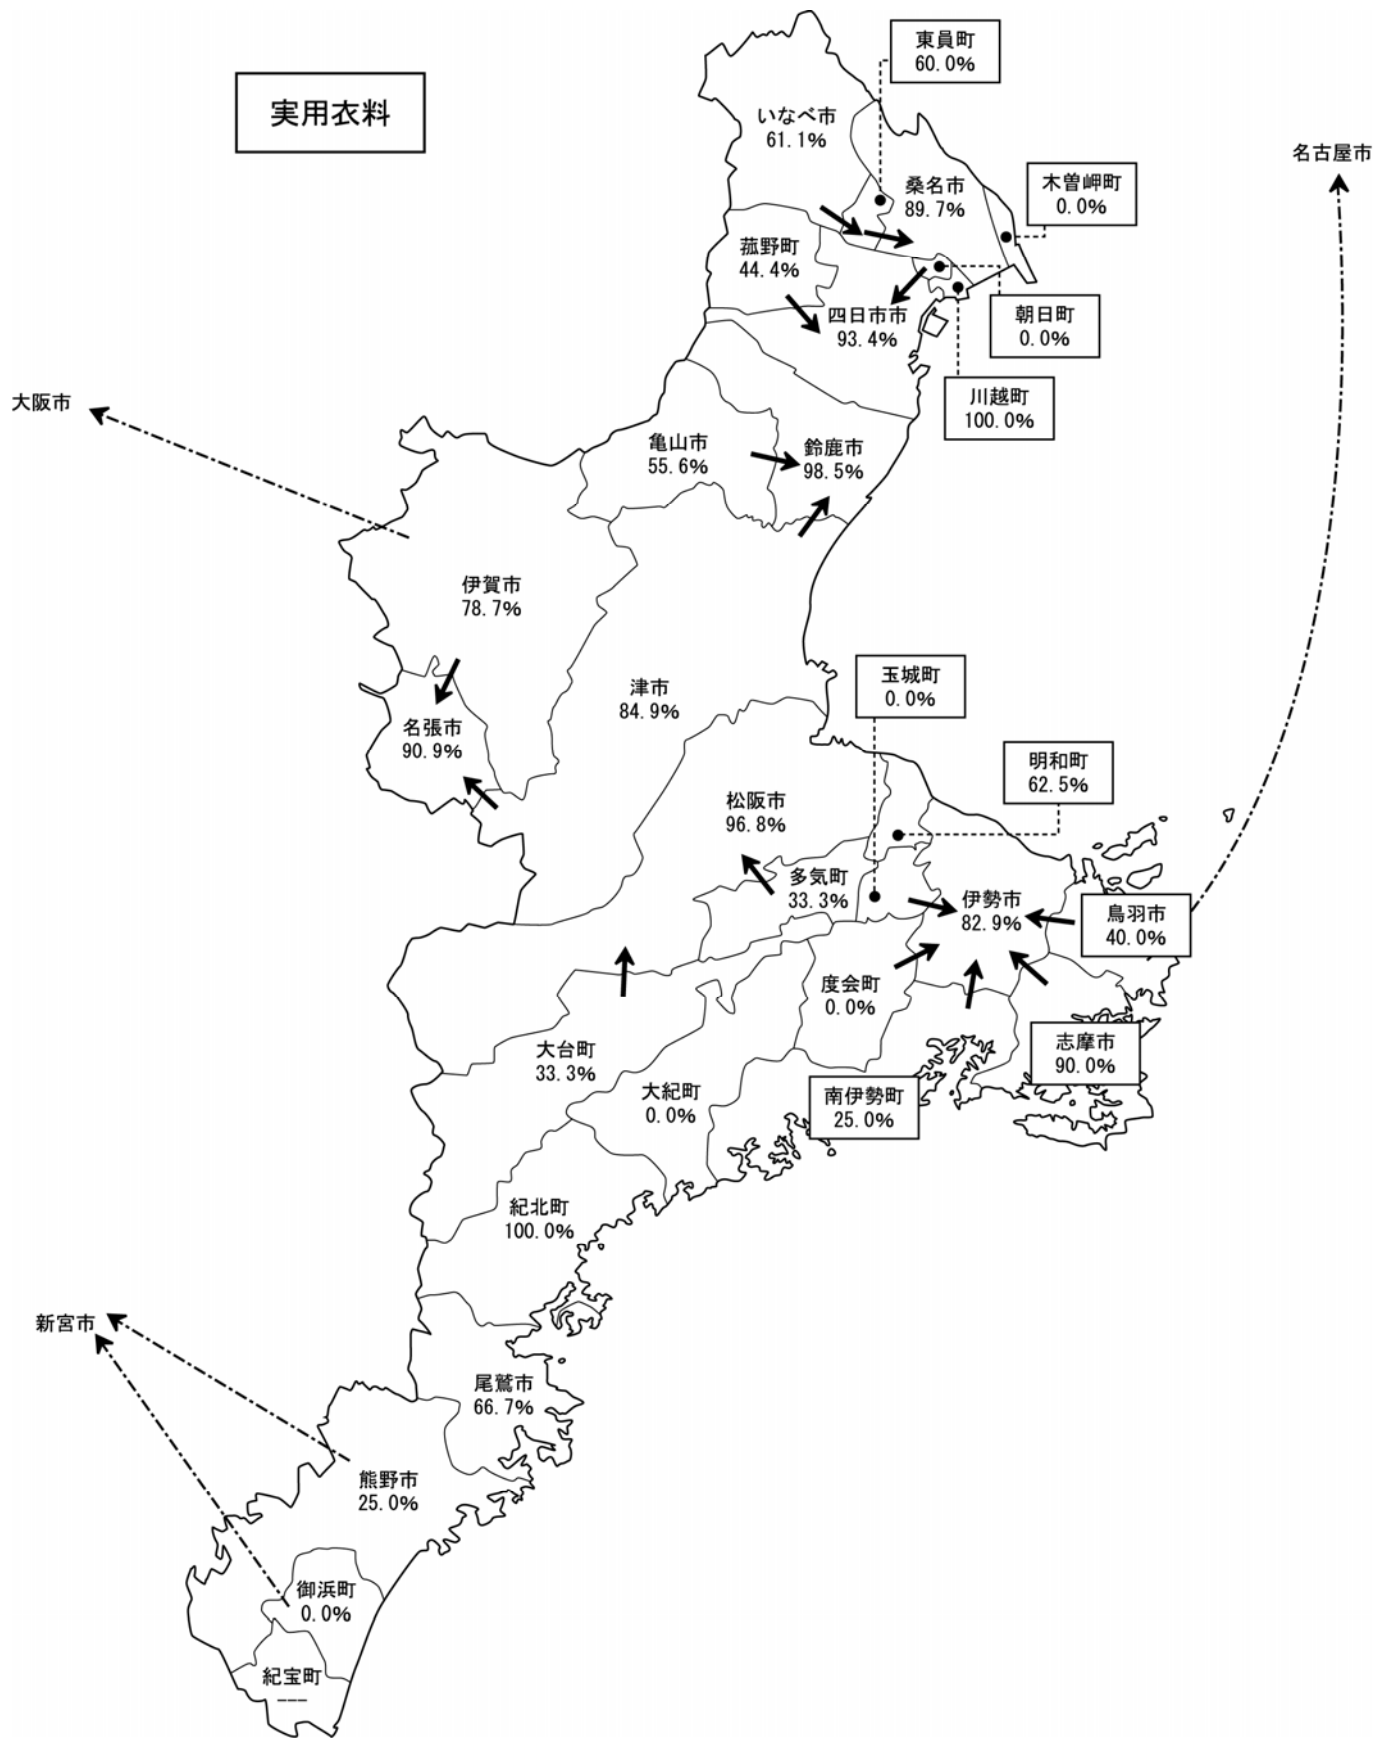 実用衣料
東員町
60.0%
いなべ市
61.1%
名古屋市
桑名市
89.7%
木曽岬町
0.0%
菰野町
44.4%
四日市市
93.4%
朝日町
0.0%
川越町
100.0%
大阪市
亀山市
55.6%
鈴鹿市
98.5%
伊賀市
78.7%
津市
84.9%
玉城町
0.0%
名張市
90.9%
明和町
62.5%
松阪市
96.8%
多気町
33.3%
伊勢市
82.9%
鳥羽市
40.0%
度会町
0.0%
志摩市
90.0%
大台町
33.3%
大紀町
0.0%
南伊勢町
25.0%
紀北町
100.0%
新宮市
尾鷲市
66.7%
熊野市
25.0%
御浜町
0.0%
紀宝町
---